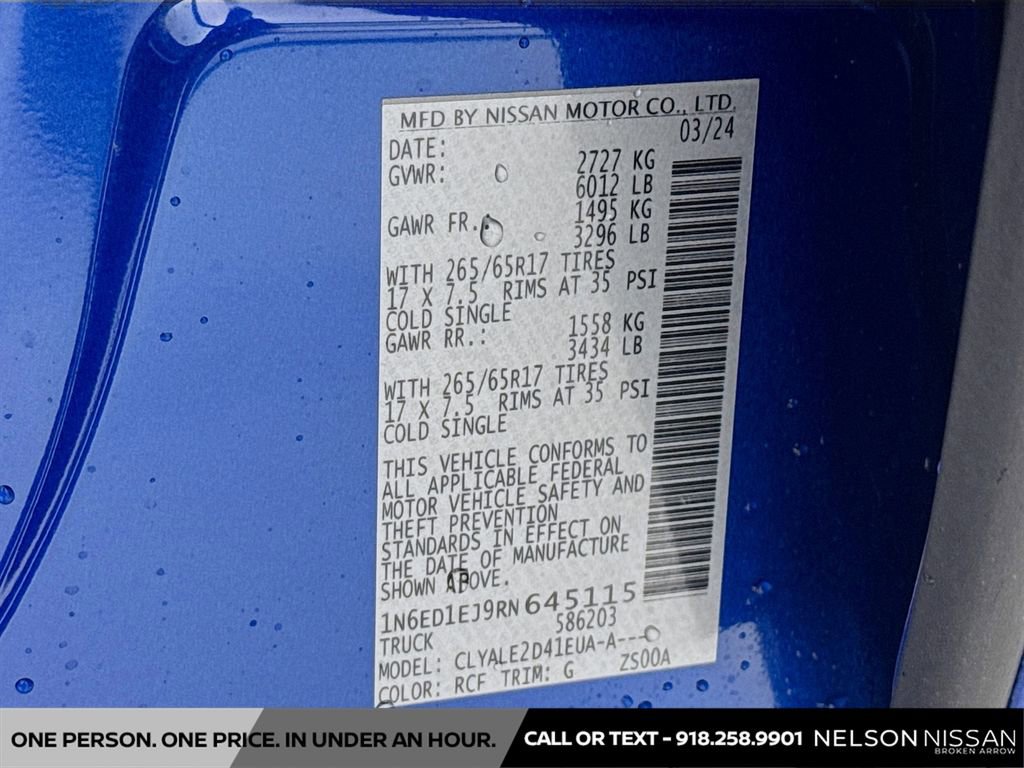 MFD BY NISSAN MOTOR CO., LTD.
DATE: 03/24
GVWR: 2727 KG
6012 LB
GAWR FR.: 1495 KG
3296 LB
WITH 265/65R17 TIRES
17 X 7.5 RIMS AT 35 PSI
COLD SINGLE
GAWR RR.: 1558 KG
3434 LB
WITH 265/65R17 TIRES
17 X 7.5 RIMS AT 35 PSI
COLD SINGLE
THIS VEHICLE CONFORMS TO
ALL APPLICABLE FEDERAL
MOTOR VEHICLE SAFETY AND
THEFT PREVENTION
STANDARDS IN EFFECT ON
THE DATE OF MANUFACTURE
SHOWN ABOVE.
1N6ED1EJ9RN645115
TRUCK 586203
MODEL: CLYALE2D41EUA-A---
COLOR: RCF TRIM: G ZS00A
ONE PERSON. ONE PRICE. IN UNDER AN HOUR.
CALL OR TEXT - 918.258.9901
NELSON NISSAN
BROKEN ARROW